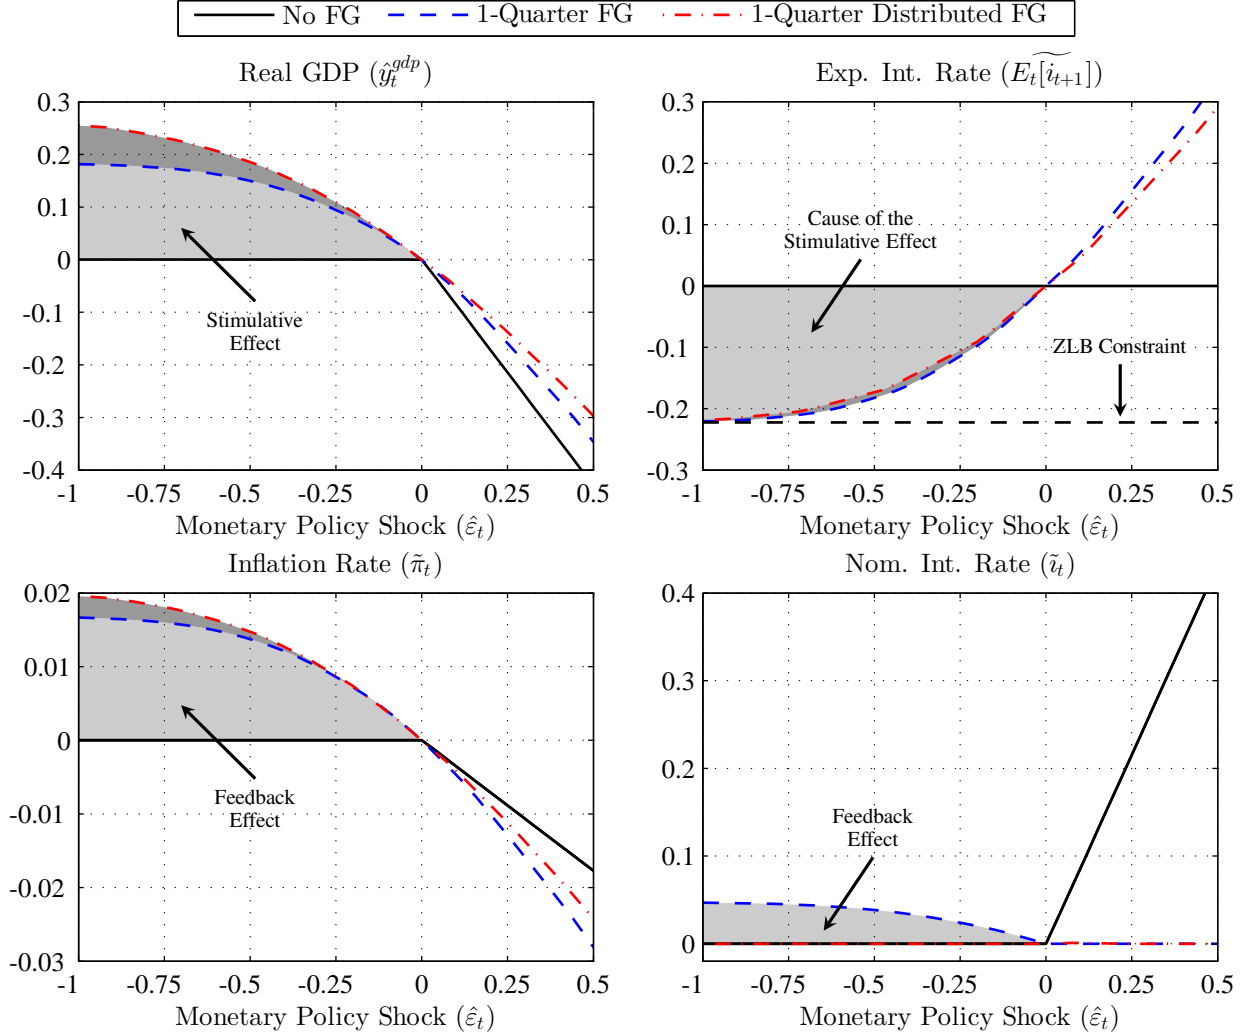 No FG 1-Quarter FG 1-Quarter Distributed FG
Real GDP (ŷ_t^{gdp})
0.3
0.2
0.1
0
-0.1
-0.2
-0.3
-0.4
Stimulative
Effect
-1 -0.75 -0.5 -0.25 0 0.25 0.5
Monetary Policy Shock (ε̂_t)
Exp. Int. Rate (\widetilde{E_t[i_{t+1}]})
0.3
0.2
0.1
0
-0.1
-0.2
-0.3
Cause of the
Stimulative Effect
ZLB Constraint
-1 -0.75 -0.5 -0.25 0 0.25 0.5
Monetary Policy Shock (ε̂_t)
Inflation Rate (π̃_t)
0.02
0.01
0
-0.01
-0.02
-0.03
Feedback
Effect
-1 -0.75 -0.5 -0.25 0 0.25 0.5
Monetary Policy Shock (ε̂_t)
Nom. Int. Rate (ĩ_t)
0.4
0.3
0.2
0.1
0
Feedback
Effect
-1 -0.75 -0.5 -0.25 0 0.25 0.5
Monetary Policy Shock (ε̂_t)